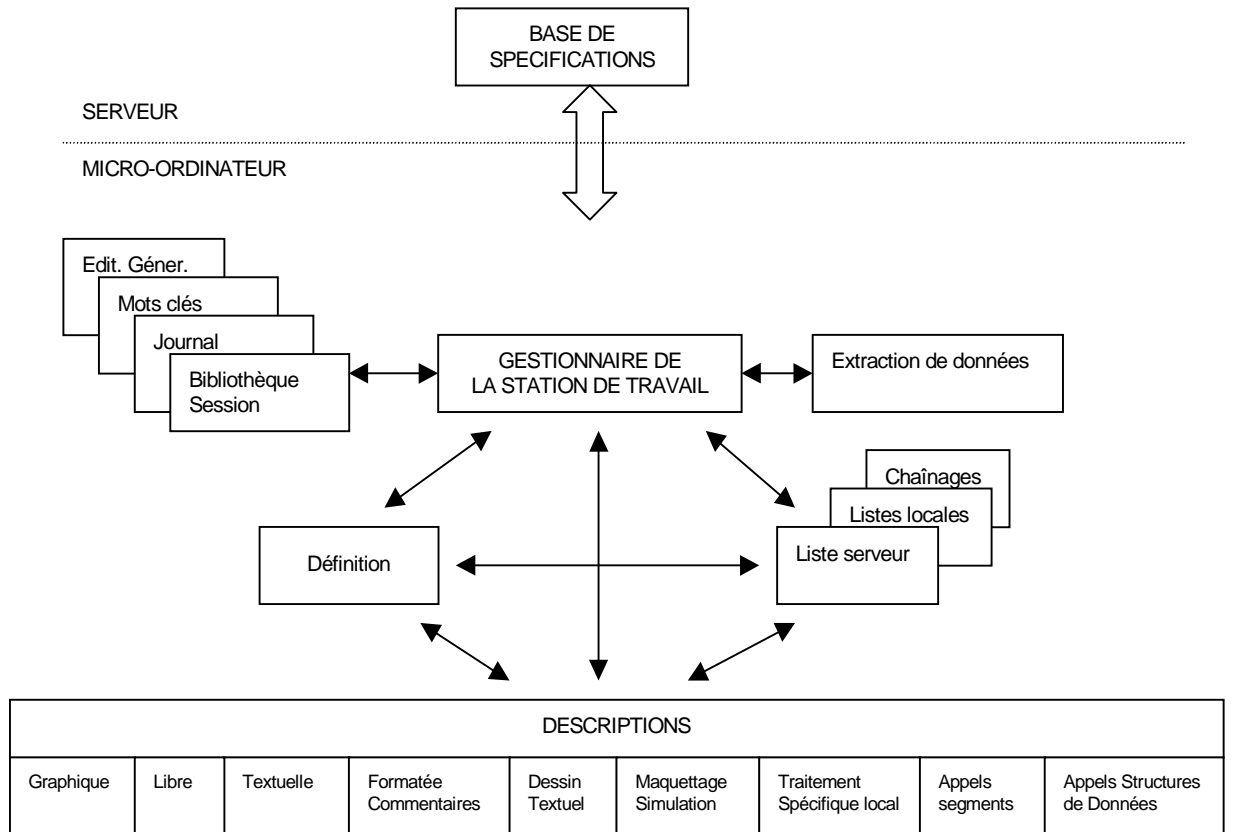 BASE DE
SPECIFICATIONS
SERVEUR
MICRO-ORDINATEUR
Edit. Géner.
Mots clés
Journal
Bibliothèque
Session
GESTIONNAIRE DE
LA STATION DE TRAVAIL
Extraction de données
Chaînages
Listes locales
Liste serveur
Définition
DESCRIPTIONS
Graphique
Libre
Textuelle
Formatée
Commentaires
Dessin
Textuel
Maquettage
Simulation
Traitement
Spécifique local
Appels
segments
Appels Structures
de Données